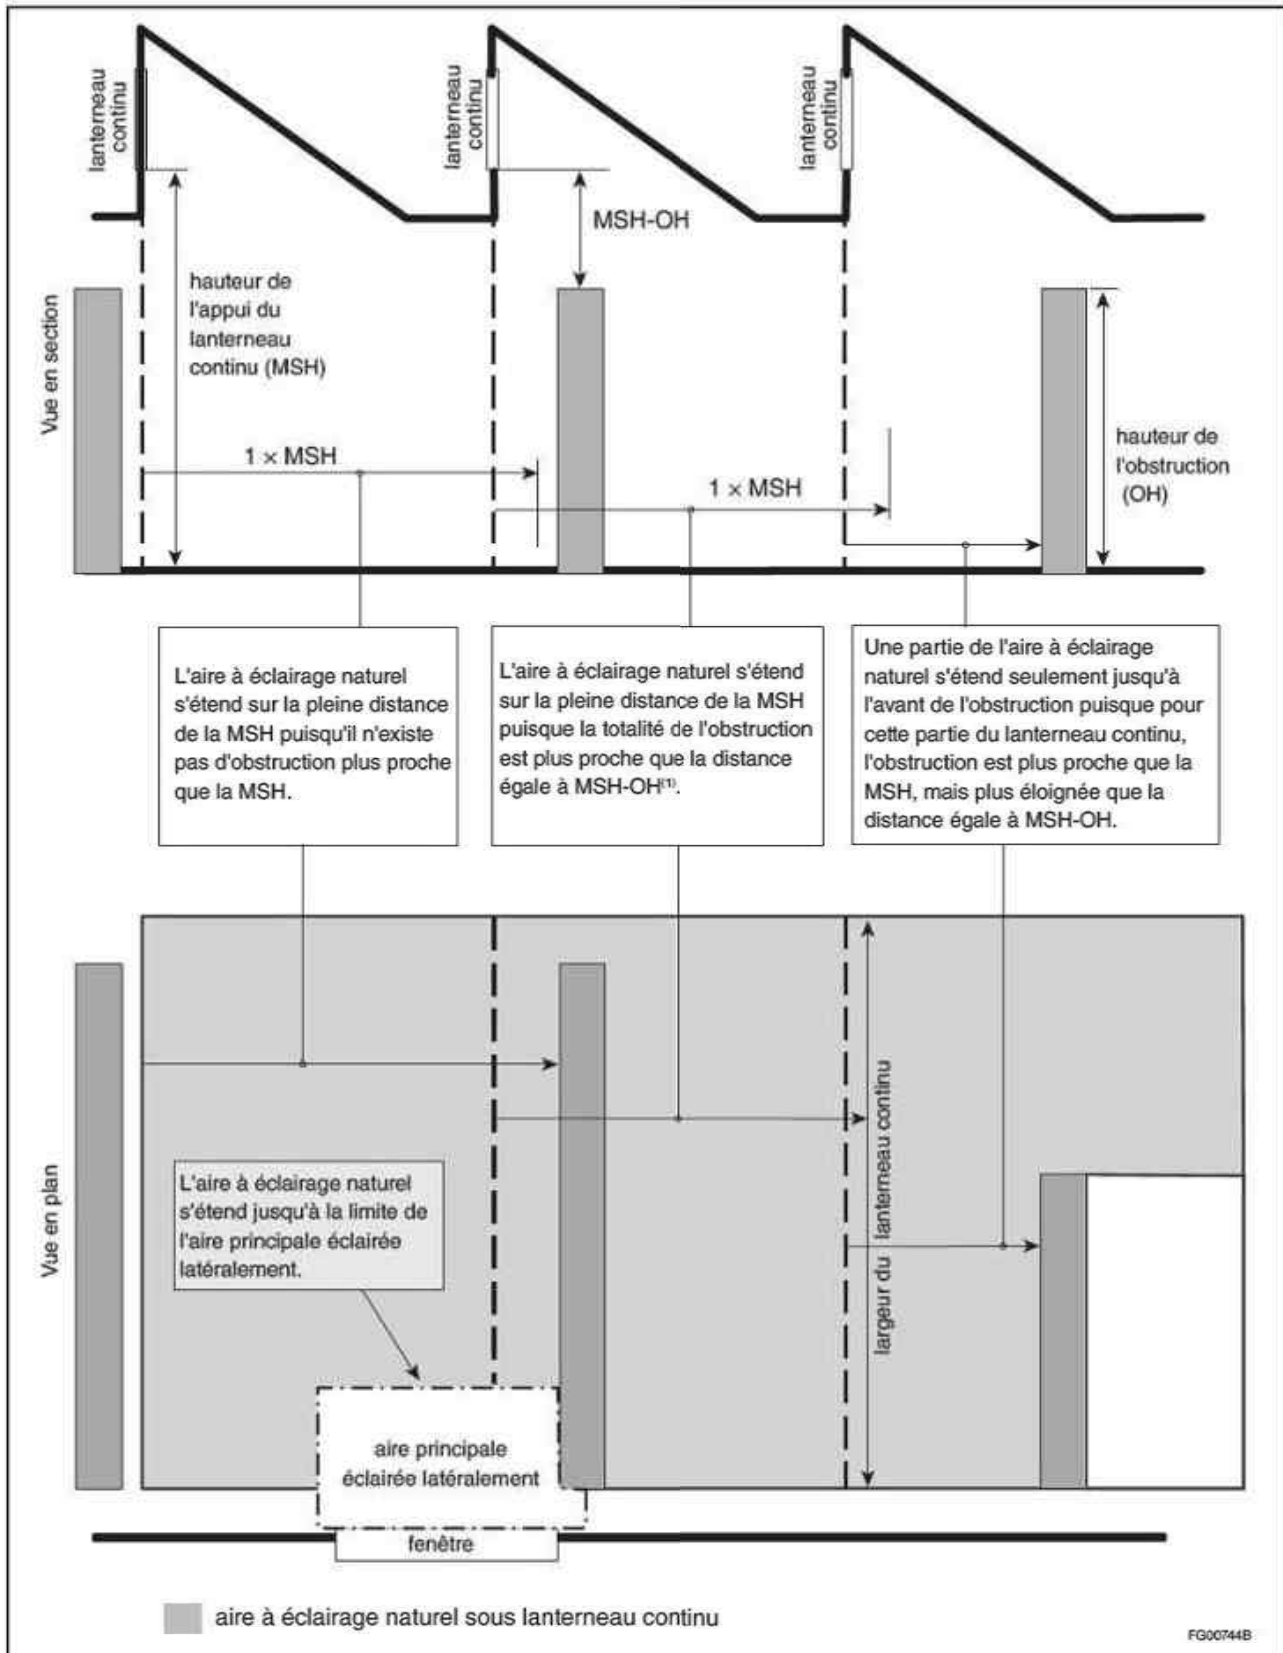 lanterneau
continu
lanterneau
continu
lanterneau
continu
MSH-OH
Vue en section
hauteur de
l'appui du
lanterneau
continu (MSH)
1 × MSH
1 × MSH
hauteur de
l'obstruction
(OH)
L'aire à éclairage naturel
s'étend sur la pleine distance
de la MSH puisqu'il n'existe
pas d'obstruction plus proche
que la MSH.
L'aire à éclairage naturel s'étend
sur la pleine distance de la MSH
puisque la totalité de l'obstruction
est plus proche que la distance
égale à MSH-OH⁽¹⁾.
Une partie de l'aire à éclairage
naturel s'étend seulement jusqu'à
l'avant de l'obstruction puisque pour
cette partie du lanterneau continu,
l'obstruction est plus proche que la
MSH, mais plus éloignée que la
distance égale à MSH-OH.
Vue en plan
L'aire à éclairage naturel
s'étend jusqu'à la limite de
l'aire principale éclairée
latéralement.
largeur du lanterneau continu
aire principale
éclairée latéralement
fenêtre
aire à éclairage naturel sous lanterneau continu
FG00744B